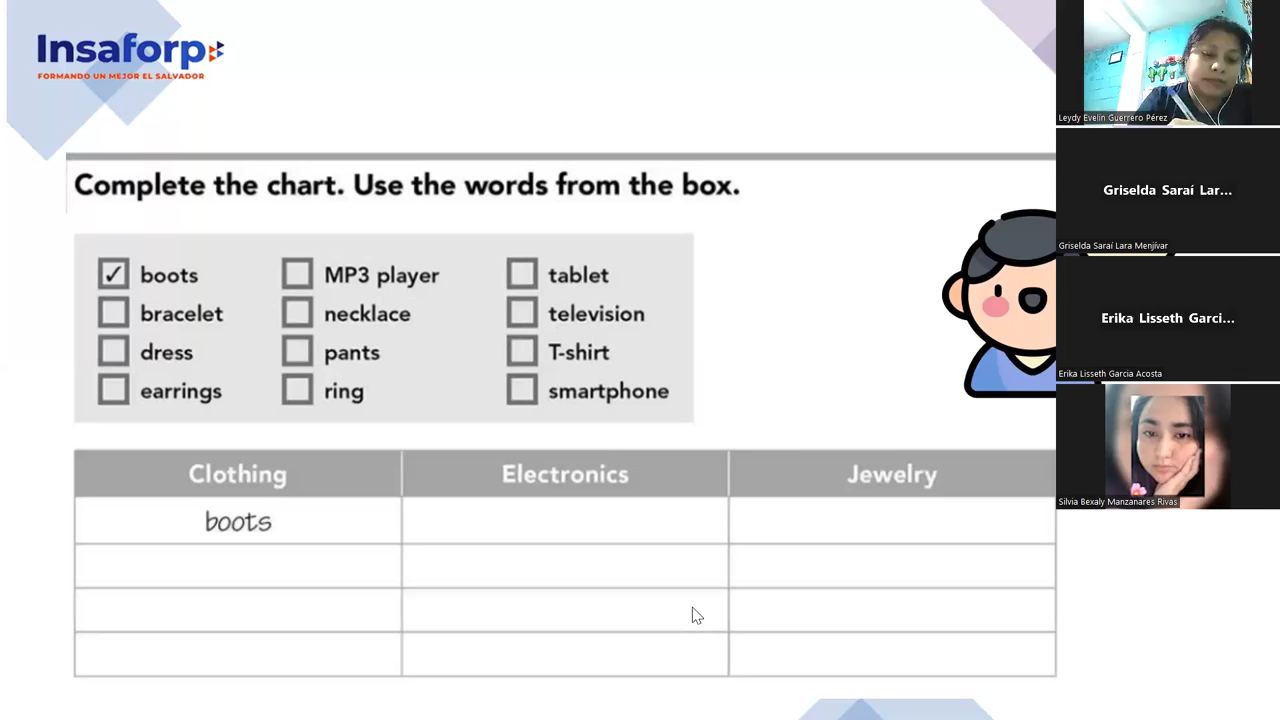 Insaforp
FORMANDO UN MEJOR EL SALVADOR
Complete the chart. Use the words from the box.
✓ boots
bracelet
dress
earrings
MP3 player
necklace
pants
ring
tablet
television
T-shirt
smartphone
Clothing Electronics Jewelry
boots
Leydy Evelin Guerrero Pérez
Griselda Saraí Lar...
Griselda Saraí Lara Menjívar
Erika Lisseth Garci...
Erika Lisseth Garcia Acosta
Silvia Bexaly Manzanares Rivas